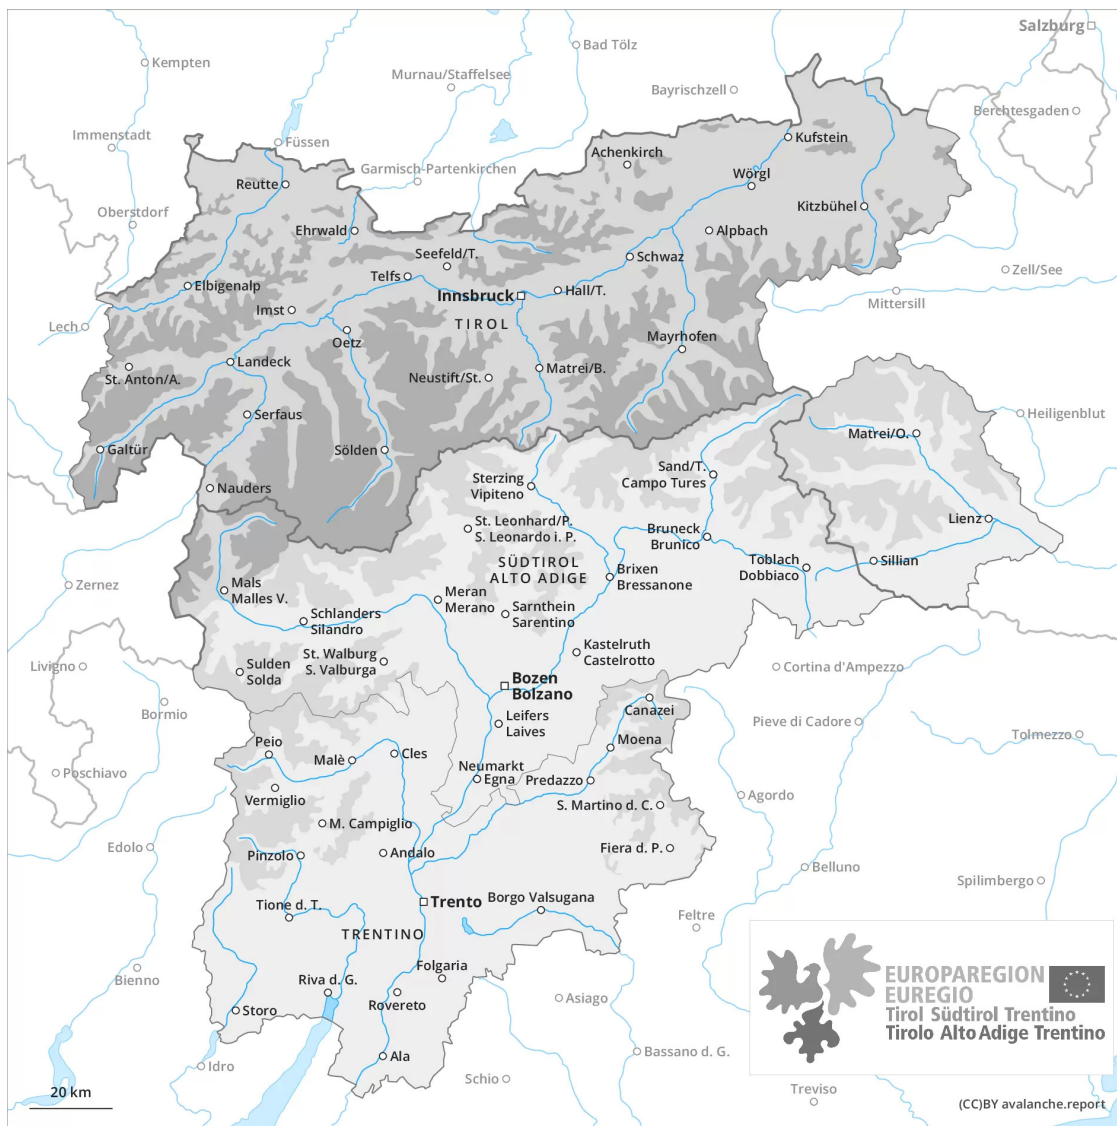 Salzburg
Bad Tölz
Kempten
Murnau/Staffelsee
Bayrischzell
Berchtesgaden
Immenstadt
Füssen
Kufstein
Achenkirch
Garmisch-Partenkirchen
Wörgl
Reutte
Kitzbühel
Oberstdorf
Ehrwald
Alpbach
Seefeld/T.
Schwaz
Telfs
Zell/See
Elbigenalp
Innsbruck
Hall/T.
Mittersill
Imst
TIROL
Lech
Oetz
Mayrhofen
Landeck
Matrei/B.
St. Anton/A.
Neustift/St.
Serfaus
Heiligenblut
Matrei/O.
Galtür
Sölden
Sterzing
Vipiteno
Sand/T.
Campo Tures
Nauders
Lienz
St. Leonhard/P.
S. Leonardo i. P.
Bruneck
Brunico
SÜDTIROL
ALTO ADIGE
Toblach
Dobbiaco
Sillian
Brixen
Bressanone
Zernez
Mals
Malles V.
Meran
Merano
Sarnthein
Sarentino
Schlanders
Silandro
Kastelruth
Castelrotto
St. Walburg
S. Valburga
Livigno
Sulden
Solda
Cortina d'Ampezzo
Bozen
Bolzano
Bormio
Canazei
Leifers
Laives
Pieve di Cadore
Tolmezzo
Moena
Peio
Malè
Cles
Poschiavo
Neumarkt
Egna
Predazzo
Vermiglio
S. Martino d. C.
Agordo
M. Campiglio
Edolo
Pinzolo
Andalo
Fiera d. P.
Belluno
Spilimbergo
Tione d. T.
Trento
Borgo Valsugana
Feltre
TRENTINO
Bienno
Folgaria
Riva d. G.
Rovereto
Asiago
EUROPAREGION
EUREGIO
Tirol Südtirol Trentino
Tirolo Alto Adige Trentino
Storo
Ala
Bassano d. G.
Idro
Schio
20 km
Treviso
(CC)BY avalanche.report